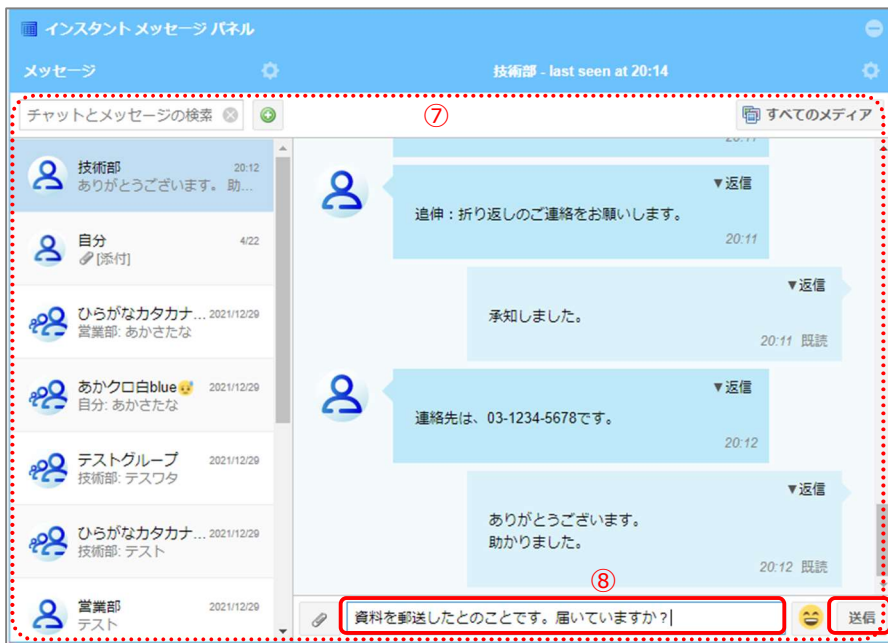 インスタント メッセージ パネル
メッセージ
技術部 - last seen at 20:14
チャットとメッセージの検索
⑦
すべてのメディア
技術部 20:12
ありがとうございます。 助...
自分 4/22
[添付]
ひらがなカタカナ... 2021/12/29
営業部: あかさたな
あかクロ白blue😥 2021/12/29
自分: あかさたな
テストグループ 2021/12/29
技術部: テスワタ
ひらがなカタカナ... 2021/12/29
技術部: テスト
営業部 2021/12/29
テスト
▼返信
追伸：折り返しのご連絡をお願いします。
20:11
▼返信
承知しました。
20:11 既読
▼返信
連絡先は、03-1234-5678です。
20:12
▼返信
ありがとうございます。
助かりました。
20:12 既読
⑧
資料を郵送したとのことです。届いていますか？
送信